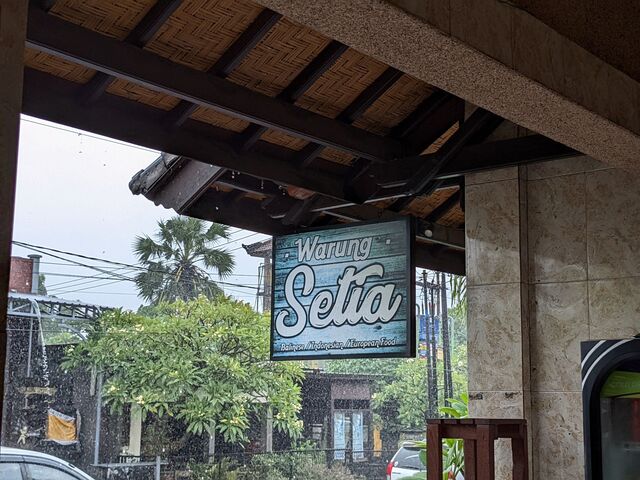 Warung
Setia
Balinese / Indonesian / European Food